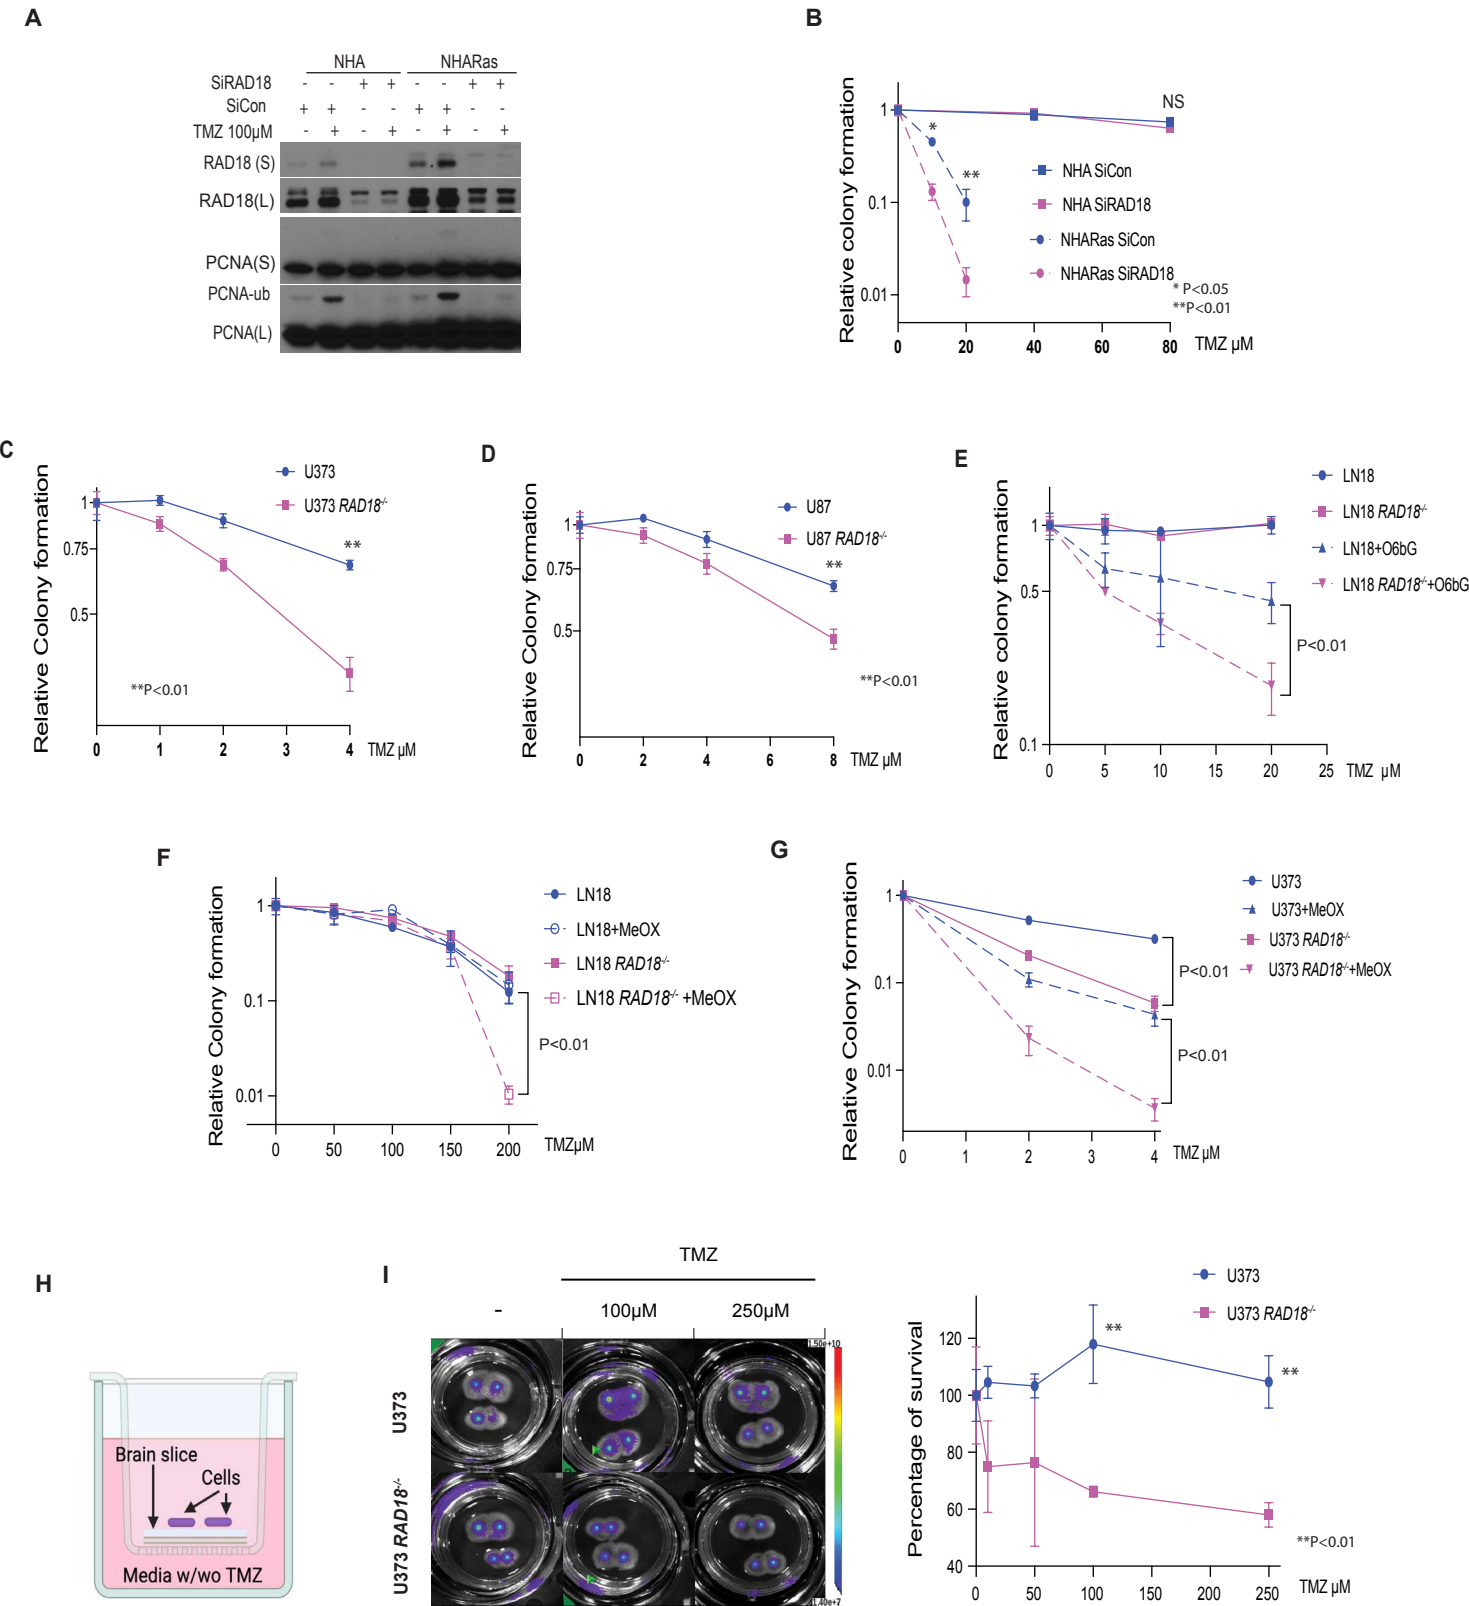 A
NHA NHARas
SiRAD18 - - + + - - + +
SiCon + + - - + + - -
TMZ 100µM - + - + - + - +
RAD18 (S)
RAD18(L)
PCNA(S)
PCNA-ub
PCNA(L)
B
Relative colony formation
1
0.1
0.01
NS
*
**
NHA SiCon
NHA SiRAD18
NHARas SiCon
NHARas SiRAD18
* P<0.05
**P<0.01
0 20 40 60 80 TMZ µM
C
Relative Colony formation
1
0.75
0.5
U373
U373 RAD18-/-
**
**P<0.01
0 1 2 3 4 TMZ µM
D
Relative Colony formation
1
0.75
0.5
U87
U87 RAD18-/-
**
**P<0.01
0 2 4 6 8 TMZ µM
E
Relative colony formation
1
0.5
0.1
LN18
LN18 RAD18-/-
LN18+O6bG
LN18 RAD18-/-+O6bG
P<0.01
0 5 10 15 20 25 TMZ µM
F
Relative Colony formation
1
0.1
0.01
LN18
LN18+MeOX
LN18 RAD18-/-
LN18 RAD18-/- +MeOX
P<0.01
0 50 100 150 200 TMZµM
G
Relative Colony formation
1
0.1
0.01
U373
U373+MeOX
U373 RAD18-/-
U373 RAD18-/-+MeOX
P<0.01
P<0.01
0 1 2 3 4 TMZ µM
H
Brain slice
Cells
Media w/wo TMZ
I
TMZ
- 100µM 250µM
U373
U373 RAD18-/-
1.50e+10
1.40e+7
Percentage of survival
120
100
80
60
40
U373
U373 RAD18-/-
**
**
**P<0.01
0 50 100 150 200 250 TMZ µM